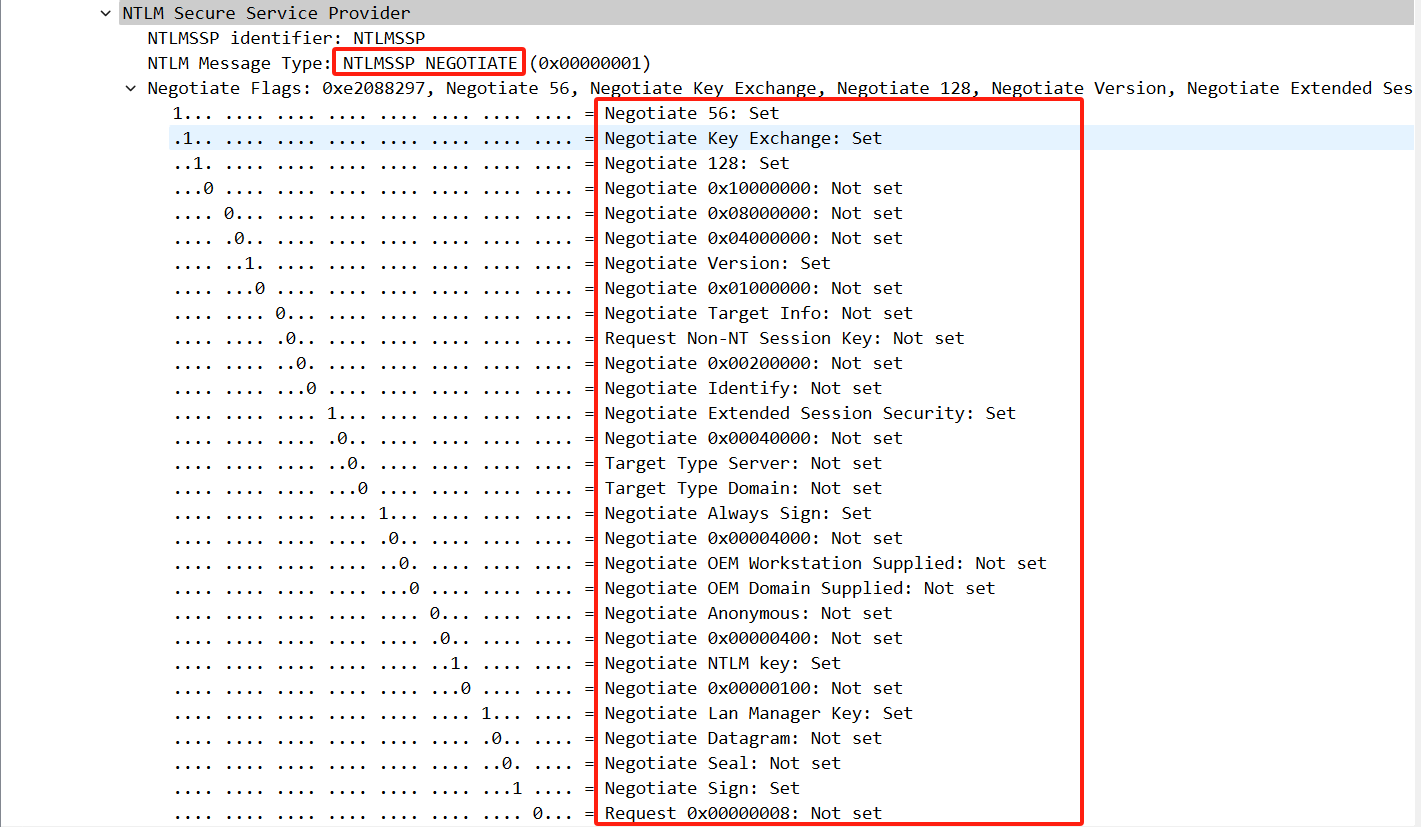 NTLM Secure Service Provider
NTLMSSP identifier: NTLMSSP
NTLM Message Type: NTLMSSP_NEGOTIATE (0x00000001)
Negotiate Flags: 0xe2088297, Negotiate 56, Negotiate Key Exchange, Negotiate 128, Negotiate Version, Negotiate Extended Ses
1... .... .... .... .... .... .... .... = Negotiate 56: Set
.1.. .... .... .... .... .... .... .... = Negotiate Key Exchange: Set
..1. .... .... .... .... .... .... .... = Negotiate 128: Set
...0 .... .... .... .... .... .... .... = Negotiate 0x10000000: Not set
.... 0... .... .... .... .... .... .... = Negotiate 0x08000000: Not set
.... .0.. .... .... .... .... .... .... = Negotiate 0x04000000: Not set
.... ..1. .... .... .... .... .... .... = Negotiate Version: Set
.... ...0 .... .... .... .... .... .... = Negotiate 0x01000000: Not set
.... .... 0... .... .... .... .... .... = Negotiate Target Info: Not set
.... .... .0.. .... .... .... .... .... = Request Non-NT Session Key: Not set
.... .... ..0. .... .... .... .... .... = Negotiate 0x00200000: Not set
.... .... ...0 .... .... .... .... .... = Negotiate Identify: Not set
.... .... .... 1... .... .... .... .... = Negotiate Extended Session Security: Set
.... .... .... .0.. .... .... .... .... = Negotiate 0x00040000: Not set
.... .... .... ..0. .... .... .... .... = Target Type Server: Not set
.... .... .... ...0 .... .... .... .... = Target Type Domain: Not set
.... .... .... .... 1... .... .... .... = Negotiate Always Sign: Set
.... .... .... .... .0.. .... .... .... = Negotiate 0x00004000: Not set
.... .... .... .... ..0. .... .... .... = Negotiate OEM Workstation Supplied: Not set
.... .... .... .... ...0 .... .... .... = Negotiate OEM Domain Supplied: Not set
.... .... .... .... .... 0... .... .... = Negotiate Anonymous: Not set
.... .... .... .... .... .0.. .... .... = Negotiate 0x00000400: Not set
.... .... .... .... .... ..1. .... .... = Negotiate NTLM key: Set
.... .... .... .... .... ...0 .... .... = Negotiate 0x00000100: Not set
.... .... .... .... .... .... 1... .... = Negotiate Lan Manager Key: Set
.... .... .... .... .... .... .0.. .... = Negotiate Datagram: Not set
.... .... .... .... .... .... ..0. .... = Negotiate Seal: Not set
.... .... .... .... .... .... ...1 .... = Negotiate Sign: Set
.... .... .... .... .... .... .... 0... = Request 0x00000008: Not set